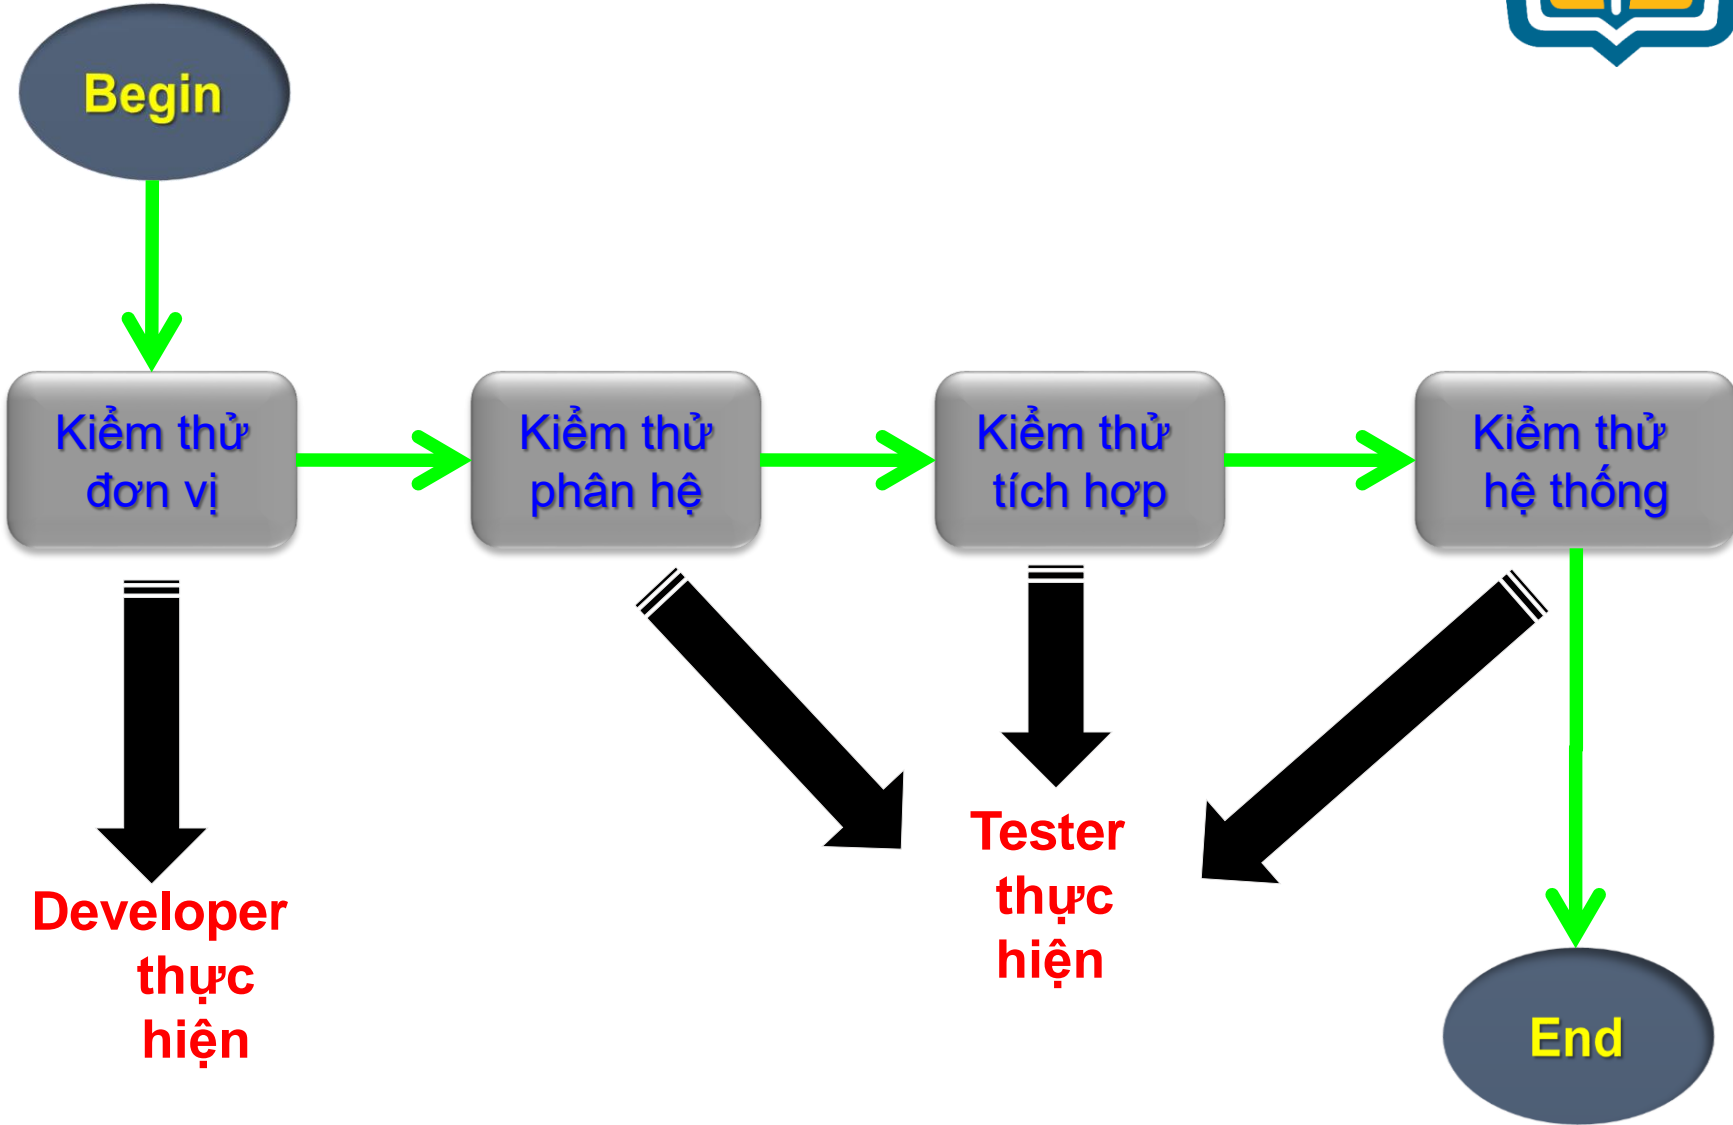 Begin
Kiểm thử
đơn vị
Kiểm thử
phân hệ
Kiểm thử
tích hợp
Kiểm thử
hệ thống
Developer
thực
hiện
Tester
thực
hiện
End